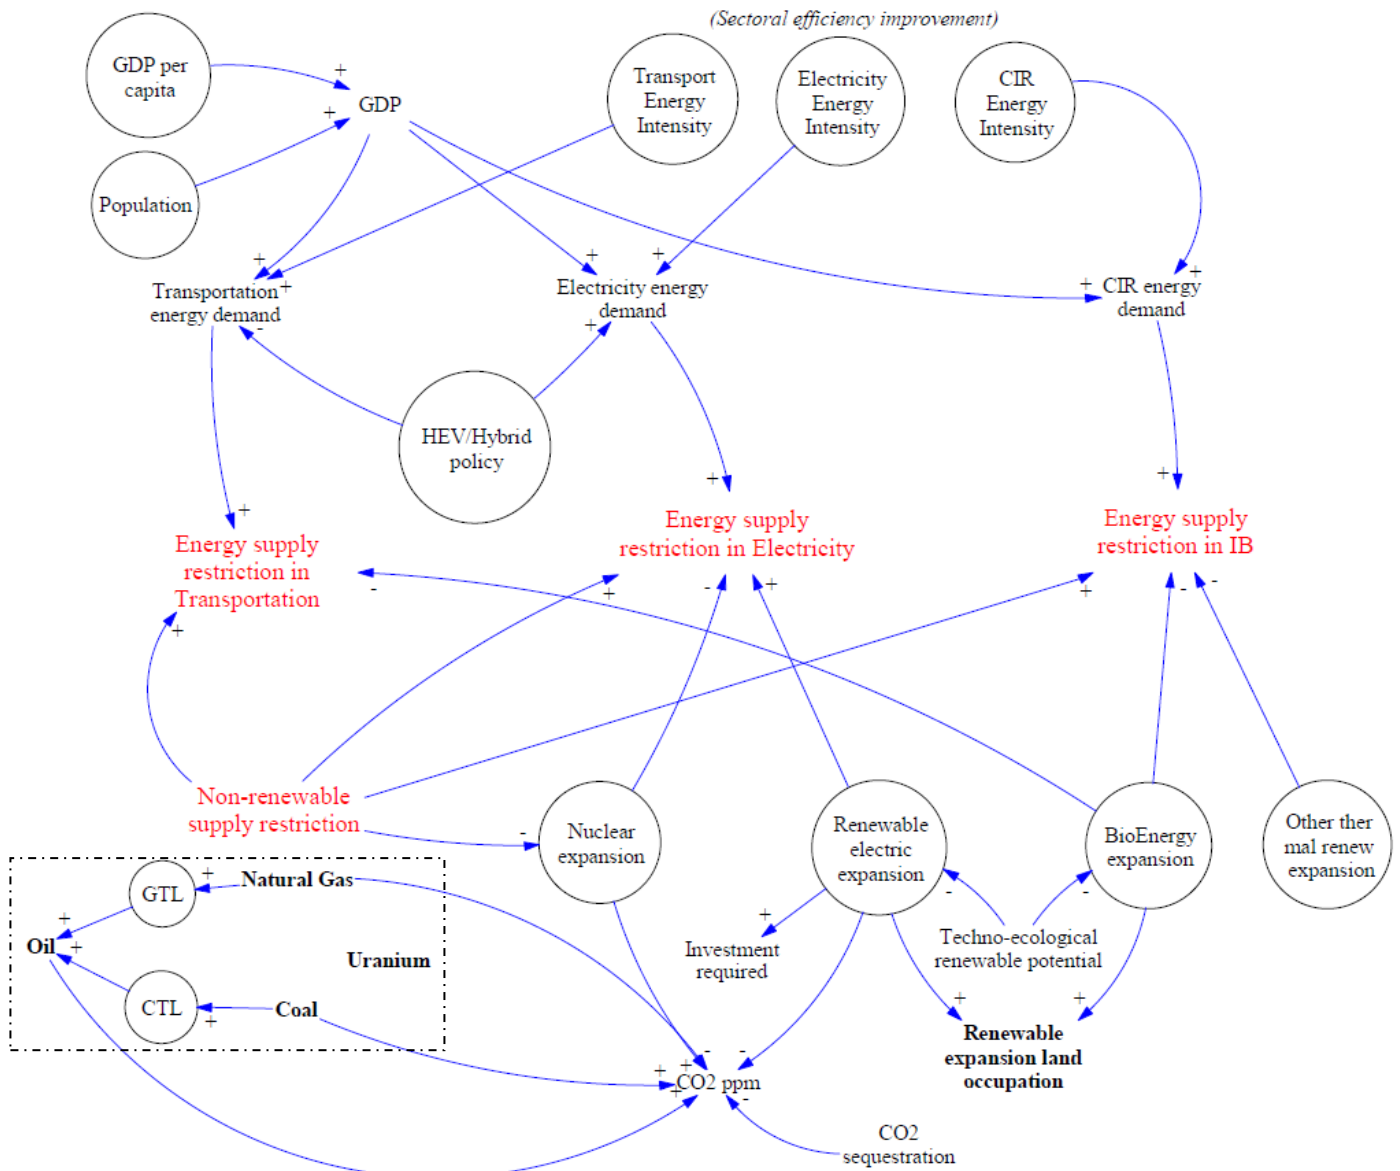 (Sectoral efficiency improvement)
GDP per
capita
+
GDP
+
Population
Transport
Energy
Intensity
Electricity
Energy
Intensity
CIR
Energy
Intensity
+
+
Transportation
energy demand
-
+
+
Electricity energy
demand
+
+
+
CIR energy
demand
HEV/Hybrid
policy
+
+
+
Energy supply
restriction in
Transportation
+
-
Energy supply
restriction in Electricity
+
-
+
Energy supply
restriction in IB
+
-
-
Non-renewable
supply restriction
-
Nuclear
expansion
Renewable
electric
expansion
BioEnergy
expansion
Other ther
mal renew
expansion
GTL
+
Natural Gas
+
Oil
+
Uranium
CTL
+
Coal
+
Investment
required
-
-
Techno-ecological
renewable potential
+
+
Renewable
expansion land
occupation
-
-
+
+
+
CO2 ppm
-
CO2
sequestration